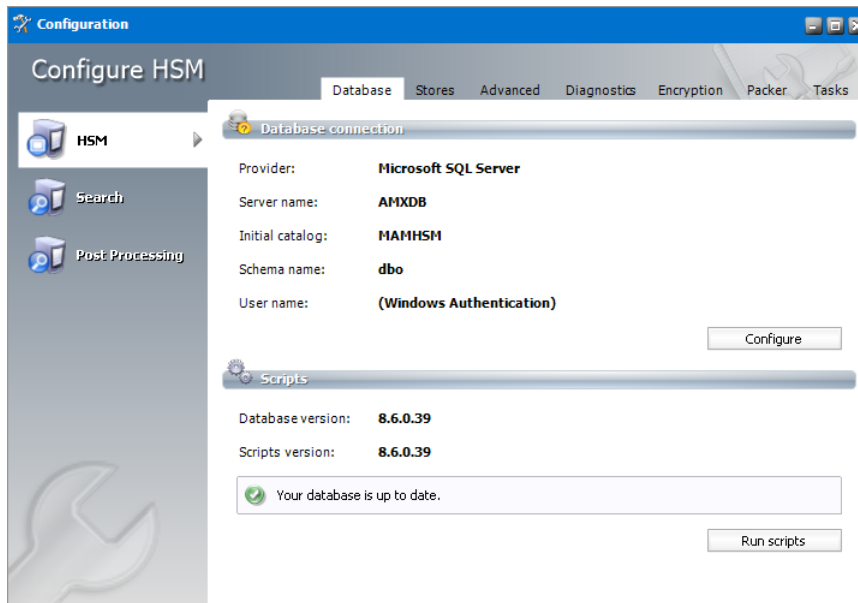 Configuration
Configure HSM
Database Stores Advanced Diagnostics Encryption Packer Tasks
HSM
Search
Post Processing
Database connection
Provider: Microsoft SQL Server
Server name: AMXDB
Initial catalog: MAMHSM
Schema name: dbo
User name: (Windows Authentication)
Configure
Scripts
Database version: 8.6.0.39
Scripts version: 8.6.0.39
Your database is up to date.
Run scripts